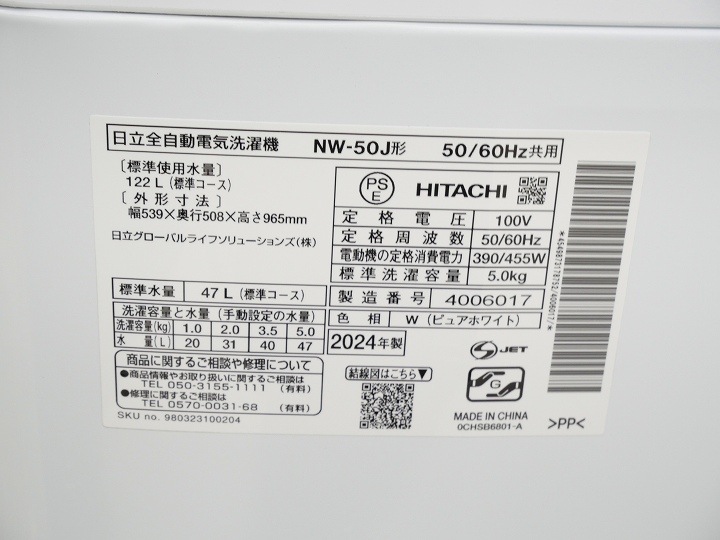 日立全自動電気洗濯機 NW-50J形 50/60Hz共用
〔標準使用水量〕
122 L (標準コース)
〔外形寸法〕
幅539×奥行508×高さ965mm
日立グローバルライフソリューションズ(株)
PS
E
HITACHI
定格電圧 100V
定格周波数 50/60Hz
電動機の定格消費電力 390/455W
標準洗濯容量 5.0kg
標準水量 47 L (標準コース)
製造番号 4006017
洗濯容量と水量 (手動設定の水量)
洗濯容量(kg) 1.0 2.0 3.5 5.0
水量(L) 20 31 40 47
色相 W (ピュアホワイト)
2024年製
S JET
商品に関するご相談や修理について
●商品情報やお取り扱いに関するご相談は
TEL 050-3155-1111 (有料)
●修理に関するご相談は
TEL 0570-0031-68 (有料)
SKU no. 980323100204
結線図はこちら▼
G
MADE IN CHINA
0CHSB6801-A
>PP<